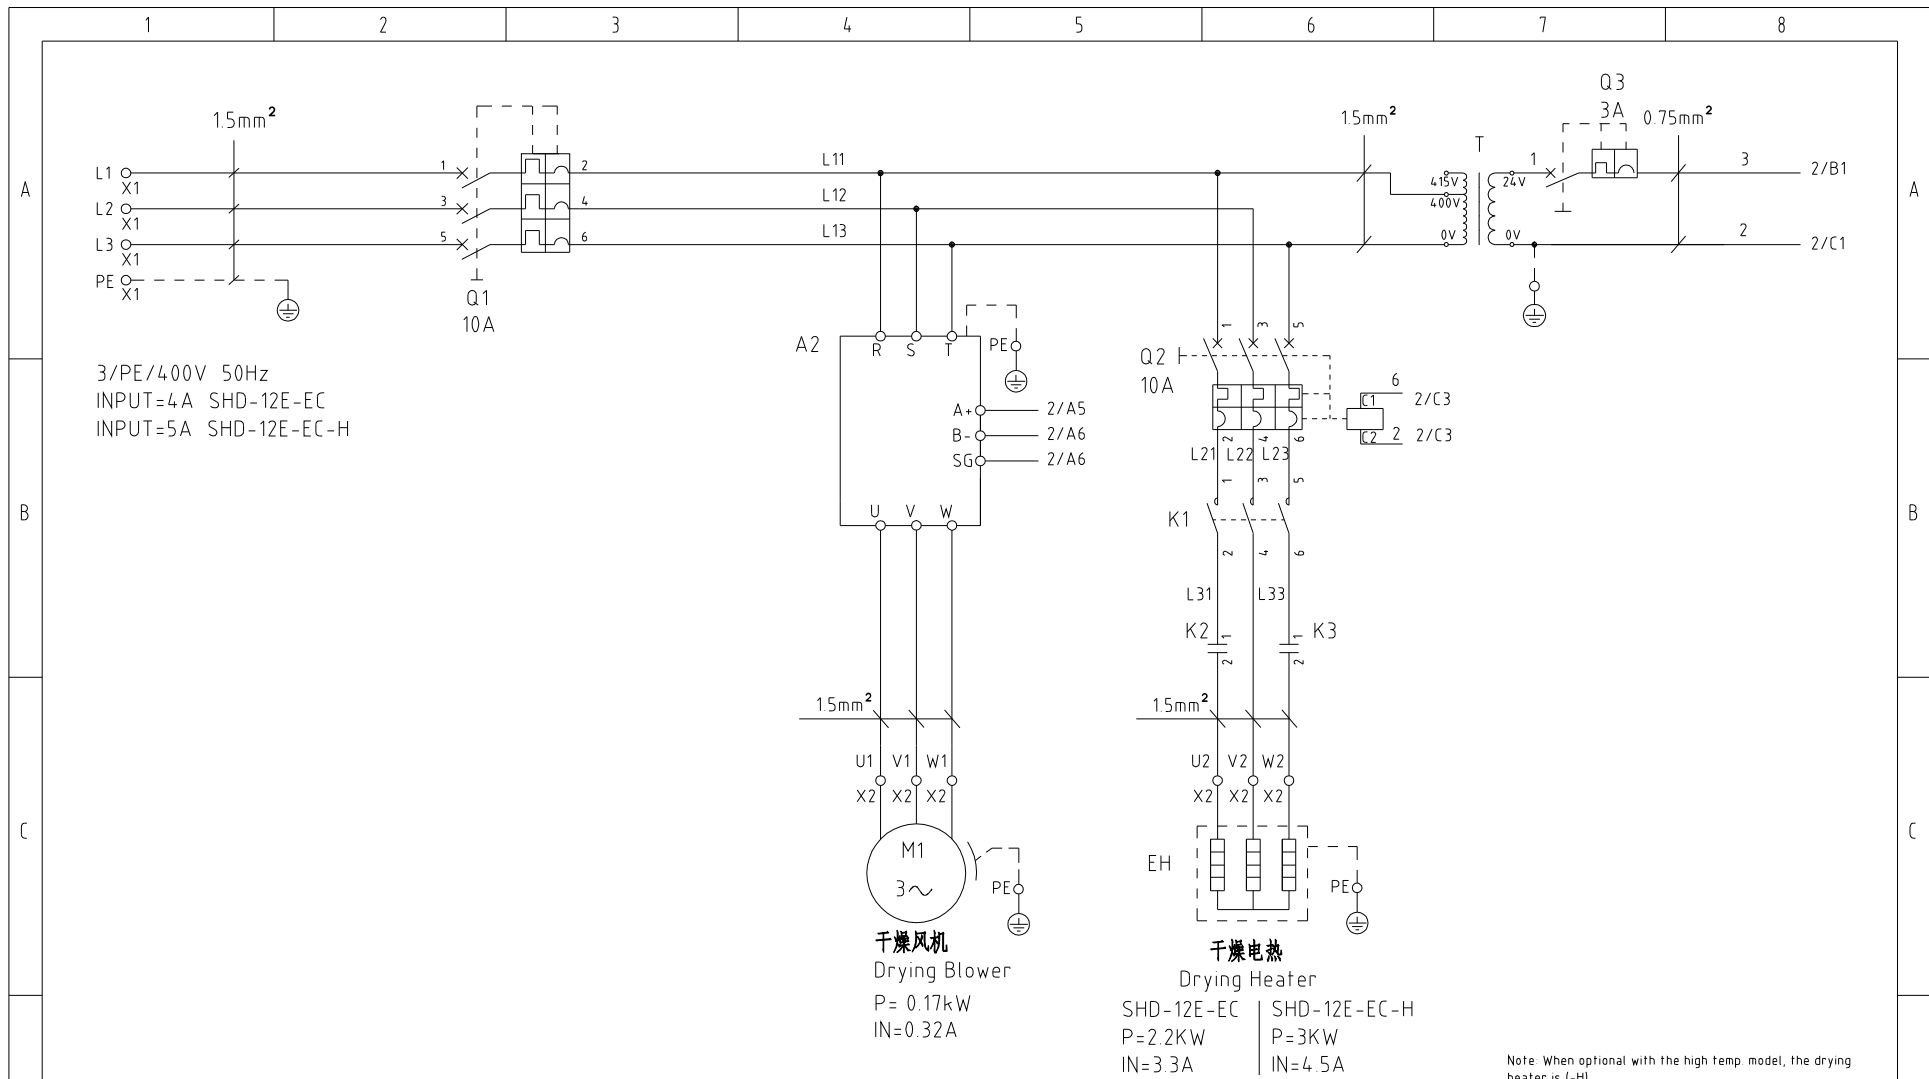 1 2 3 4 5 6 7 8
A A
B B
C C
1.5mm²
L1 X1
L2 X1
L3 X1
PE X1
1 2
3 4
5 6
Q1
10A
3/PE/400V 50Hz
INPUT=4A SHD-12E-EC
INPUT=5A SHD-12E-EC-H
L11
L12
L13
A2
R S T
PE
A+ 2/A5
B- 2/A6
SG 2/A6
U V W
1.5mm²
U1 V1 W1
X2 X2 X2
M1
3~
PE
干燥风机
Drying Blower
P= 0.17kW
IN=0.32A
1.5mm²
T
415V
400V
0V
24V
0V
Q3
3A
1
0.75mm²
3 2/B1
2 2/C1
1 3 5
Q2
10A
6
C1 2/C3
C2 2 2/C3
2 4 6
L21 L22 L23
1 3 5
K1
2 4 6
L31 L33
K2 1 2
K3 1 2
1.5mm²
U2 V2 W2
X2 X2 X2
EH
PE
干燥电热
Drying Heater
SHD-12E-EC SHD-12E-EC-H
P=2.2KW P=3KW
IN=3.3A IN=4.5A
Note: When optional with the high temp. model, the drying
heater is (-H)